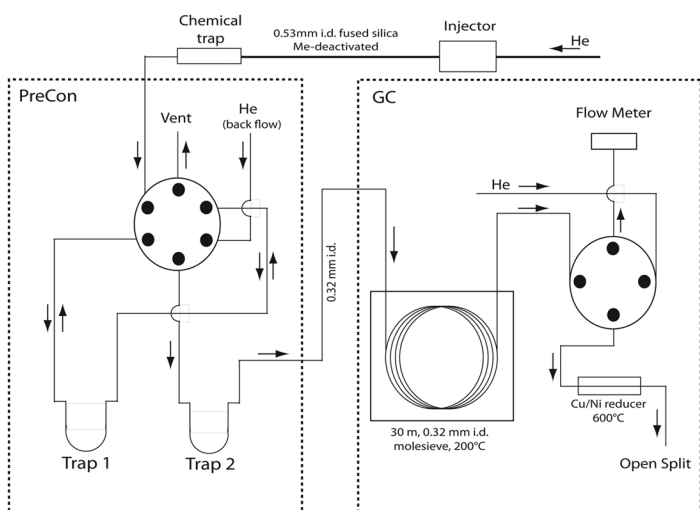 Chemical
trap
0.53mm i.d. fused silica
Me-deactivated
Injector
He
PreCon
Vent
He
(back flow)
GC
Flow Meter
He
0.32 mm i.d.
Cu/Ni reducer
600°C
30 m, 0.32 mm i.d.
molesieve, 200°C
Trap 1
Trap 2
Open Split